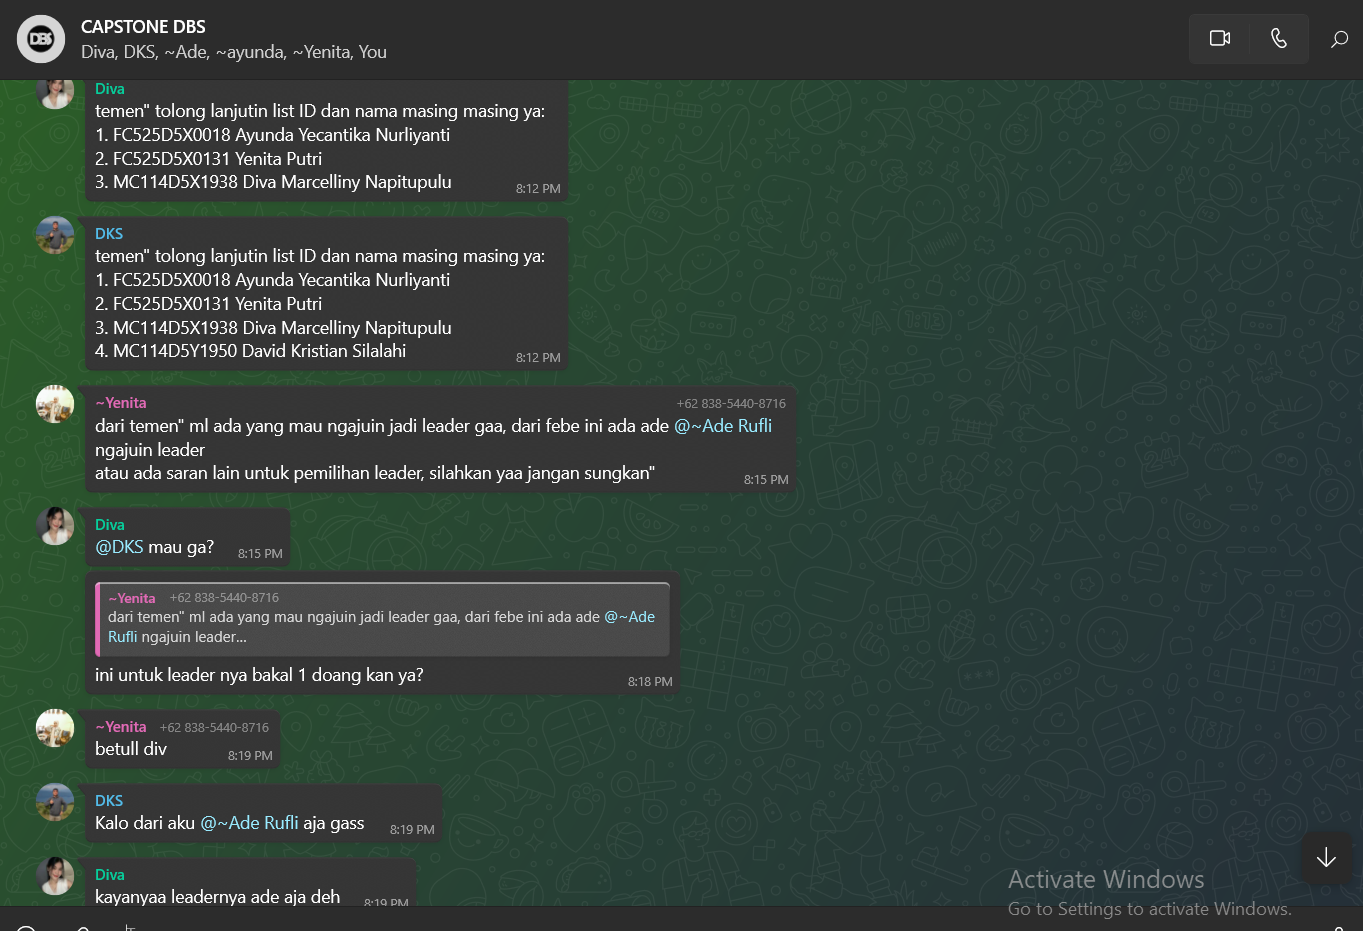 CAPSTONE DBS
Diva, DKS, ~Ade, ~ayunda, ~Yenita, You
DBS
Diva
temen" tolong lanjutin list ID dan nama masing masing ya:
1. FC525D5X0018 Ayunda Yecantika Nurliyanti
2. FC525D5X0131 Yenita Putri
3. MC114D5X1938 Diva Marcelliny Napitupulu
8:12 PM
DKS
temen" tolong lanjutin list ID dan nama masing masing ya:
1. FC525D5X0018 Ayunda Yecantika Nurliyanti
2. FC525D5X0131 Yenita Putri
3. MC114D5X1938 Diva Marcelliny Napitupulu
4. MC114D5Y1950 David Kristian Silalahi
8:12 PM
~Yenita +62 838-5440-8716
dari temen" ml ada yang mau ngajuin jadi leader gaa, dari febe ini ada ade @~Ade Rufli
ngajuin leader
atau ada saran lain untuk pemilihan leader, silahkan yaa jangan sungkan"
8:15 PM
Diva
@DKS mau ga? 8:15 PM
~Yenita +62 838-5440-8716
dari temen" ml ada yang mau ngajuin jadi leader gaa, dari febe ini ada ade @~Ade
Rufli ngajuin leader...
ini untuk leader nya bakal 1 doang kan ya? 8:18 PM
~Yenita +62 838-5440-8716
betull div 8:19 PM
DKS
Kalo dari aku @~Ade Rufli aja gass 8:19 PM
Diva
kayanyaa leadernya ade aja deh 8:19 PM
Activate Windows
Go to Settings to activate Windows.